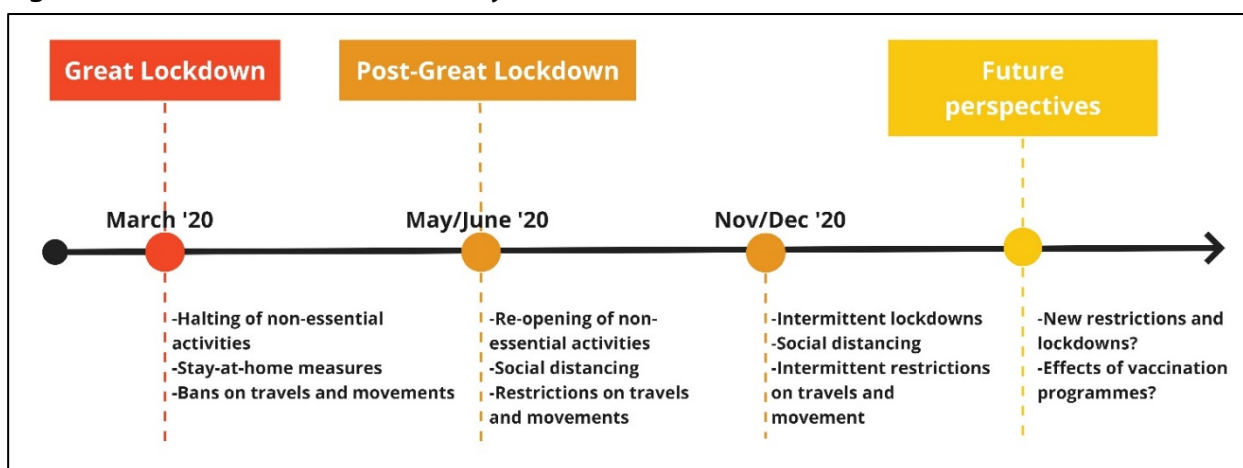 Great Lockdown
Post-Great Lockdown
Future
perspectives
March '20
May/June '20
Nov/Dec '20
-Halting of non-essential
activities
-Stay-at-home measures
-Bans on travels and movements
-Re-opening of non-
essential activities
-Social distancing
-Restrictions on travels
and movements
-Intermittent lockdowns
-Social distancing
-Intermittent restrictions
on travels and
movement
-New restrictions and
lockdowns?
-Effects of vaccination
programmes?